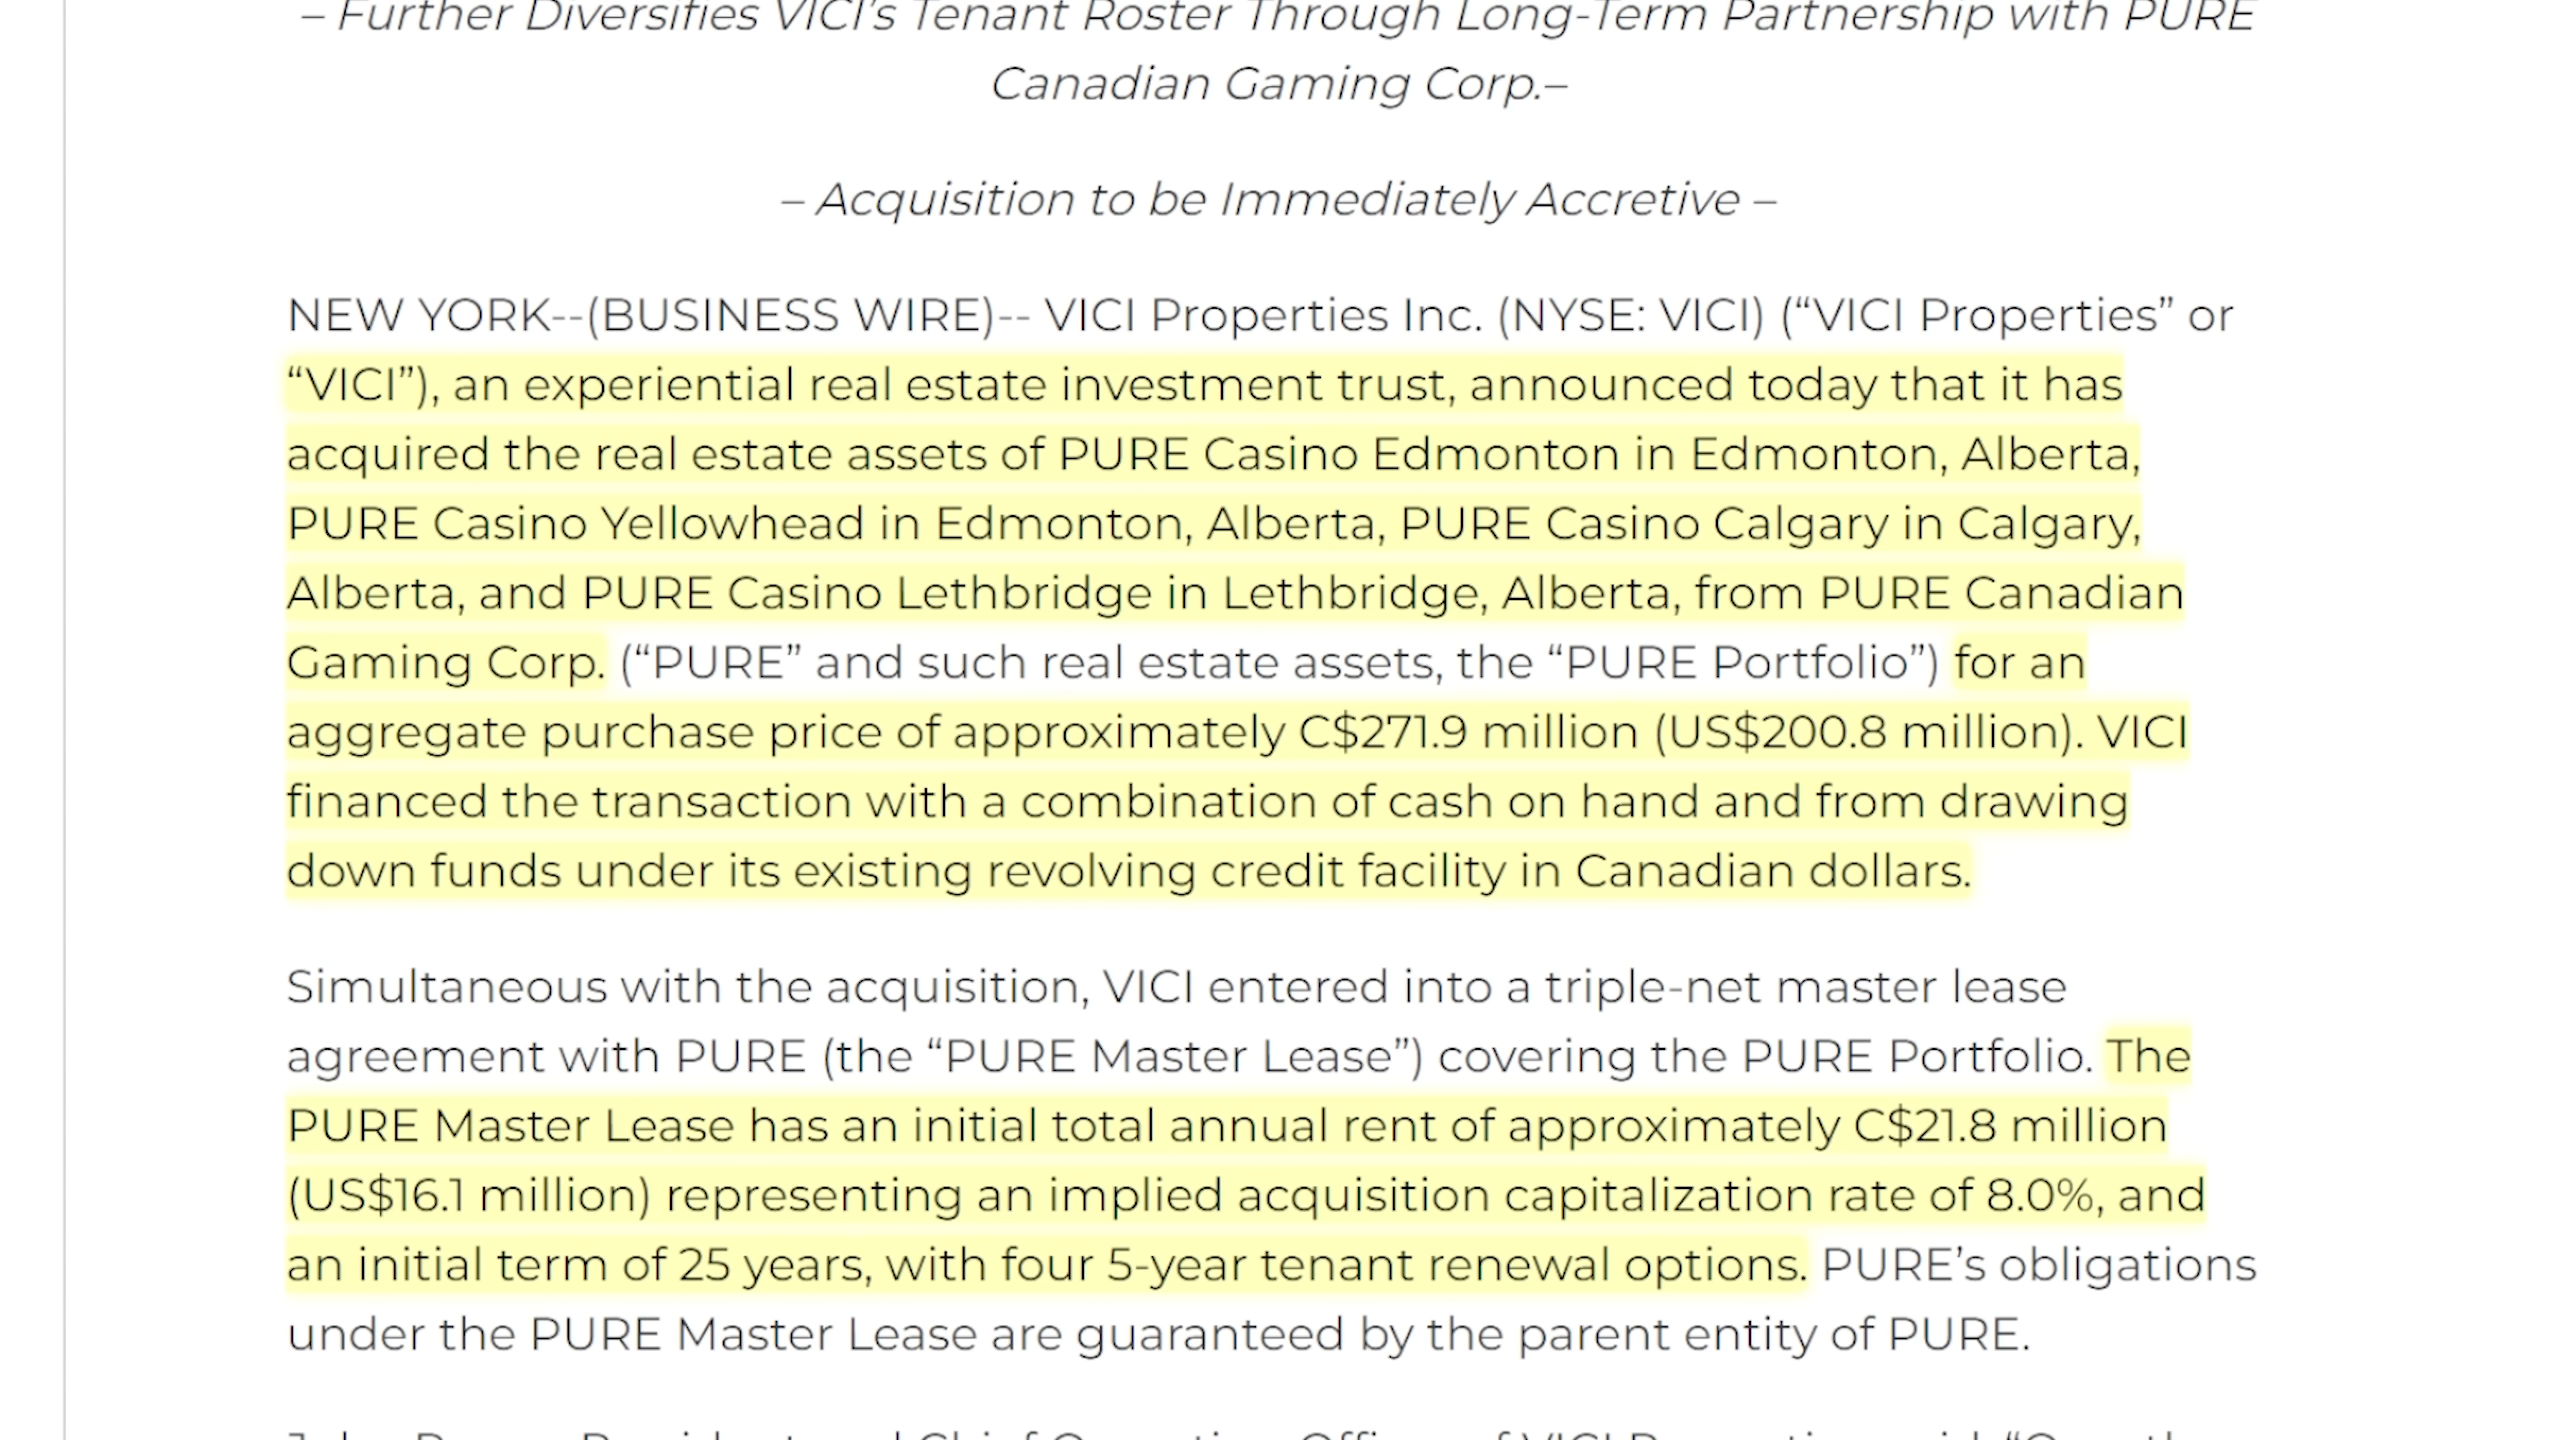 – Further Diversifies VICI’s Tenant Roster Through Long-Term Partnership with PURE
Canadian Gaming Corp.–
– Acquisition to be Immediately Accretive –
NEW YORK--(BUSINESS WIRE)-- VICI Properties Inc. (NYSE: VICI) (“VICI Properties” or
“VICI”), an experiential real estate investment trust, announced today that it has
acquired the real estate assets of PURE Casino Edmonton in Edmonton, Alberta,
PURE Casino Yellowhead in Edmonton, Alberta, PURE Casino Calgary in Calgary,
Alberta, and PURE Casino Lethbridge in Lethbridge, Alberta, from PURE Canadian
Gaming Corp. (“PURE” and such real estate assets, the “PURE Portfolio”) for an
aggregate purchase price of approximately C$271.9 million (US$200.8 million). VICI
financed the transaction with a combination of cash on hand and from drawing
down funds under its existing revolving credit facility in Canadian dollars.
Simultaneous with the acquisition, VICI entered into a triple-net master lease
agreement with PURE (the “PURE Master Lease”) covering the PURE Portfolio. The
PURE Master Lease has an initial total annual rent of approximately C$21.8 million
(US$16.1 million) representing an implied acquisition capitalization rate of 8.0%, and
an initial term of 25 years, with four 5-year tenant renewal options. PURE’s obligations
under the PURE Master Lease are guaranteed by the parent entity of PURE.